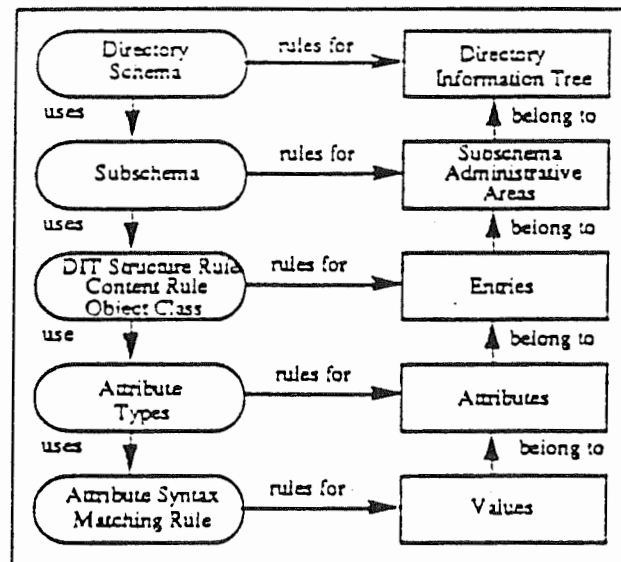 Directory
Schema
rules for
Directory
Information Tree
uses
belong to
Subschema
rules for
Subschema
Administrative
Areas
uses
belong to
DIT Structure Rule
Content Rule
Object Class
rules for
Entries
use
belong to
Attribute
Types
rules for
Attributes
uses
belong to
Attribute Syntax
Matching Rule
rules for
Values